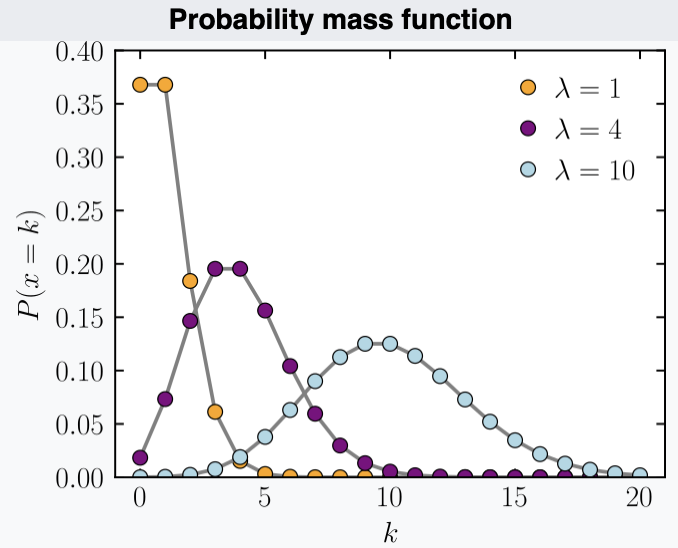 Probability mass function
0.40
0.35
0.30
0.25
0.20
0.15
0.10
0.05
0.00
P(x = k)
λ = 1
λ = 4
λ = 10
0 5 10 15 20
k